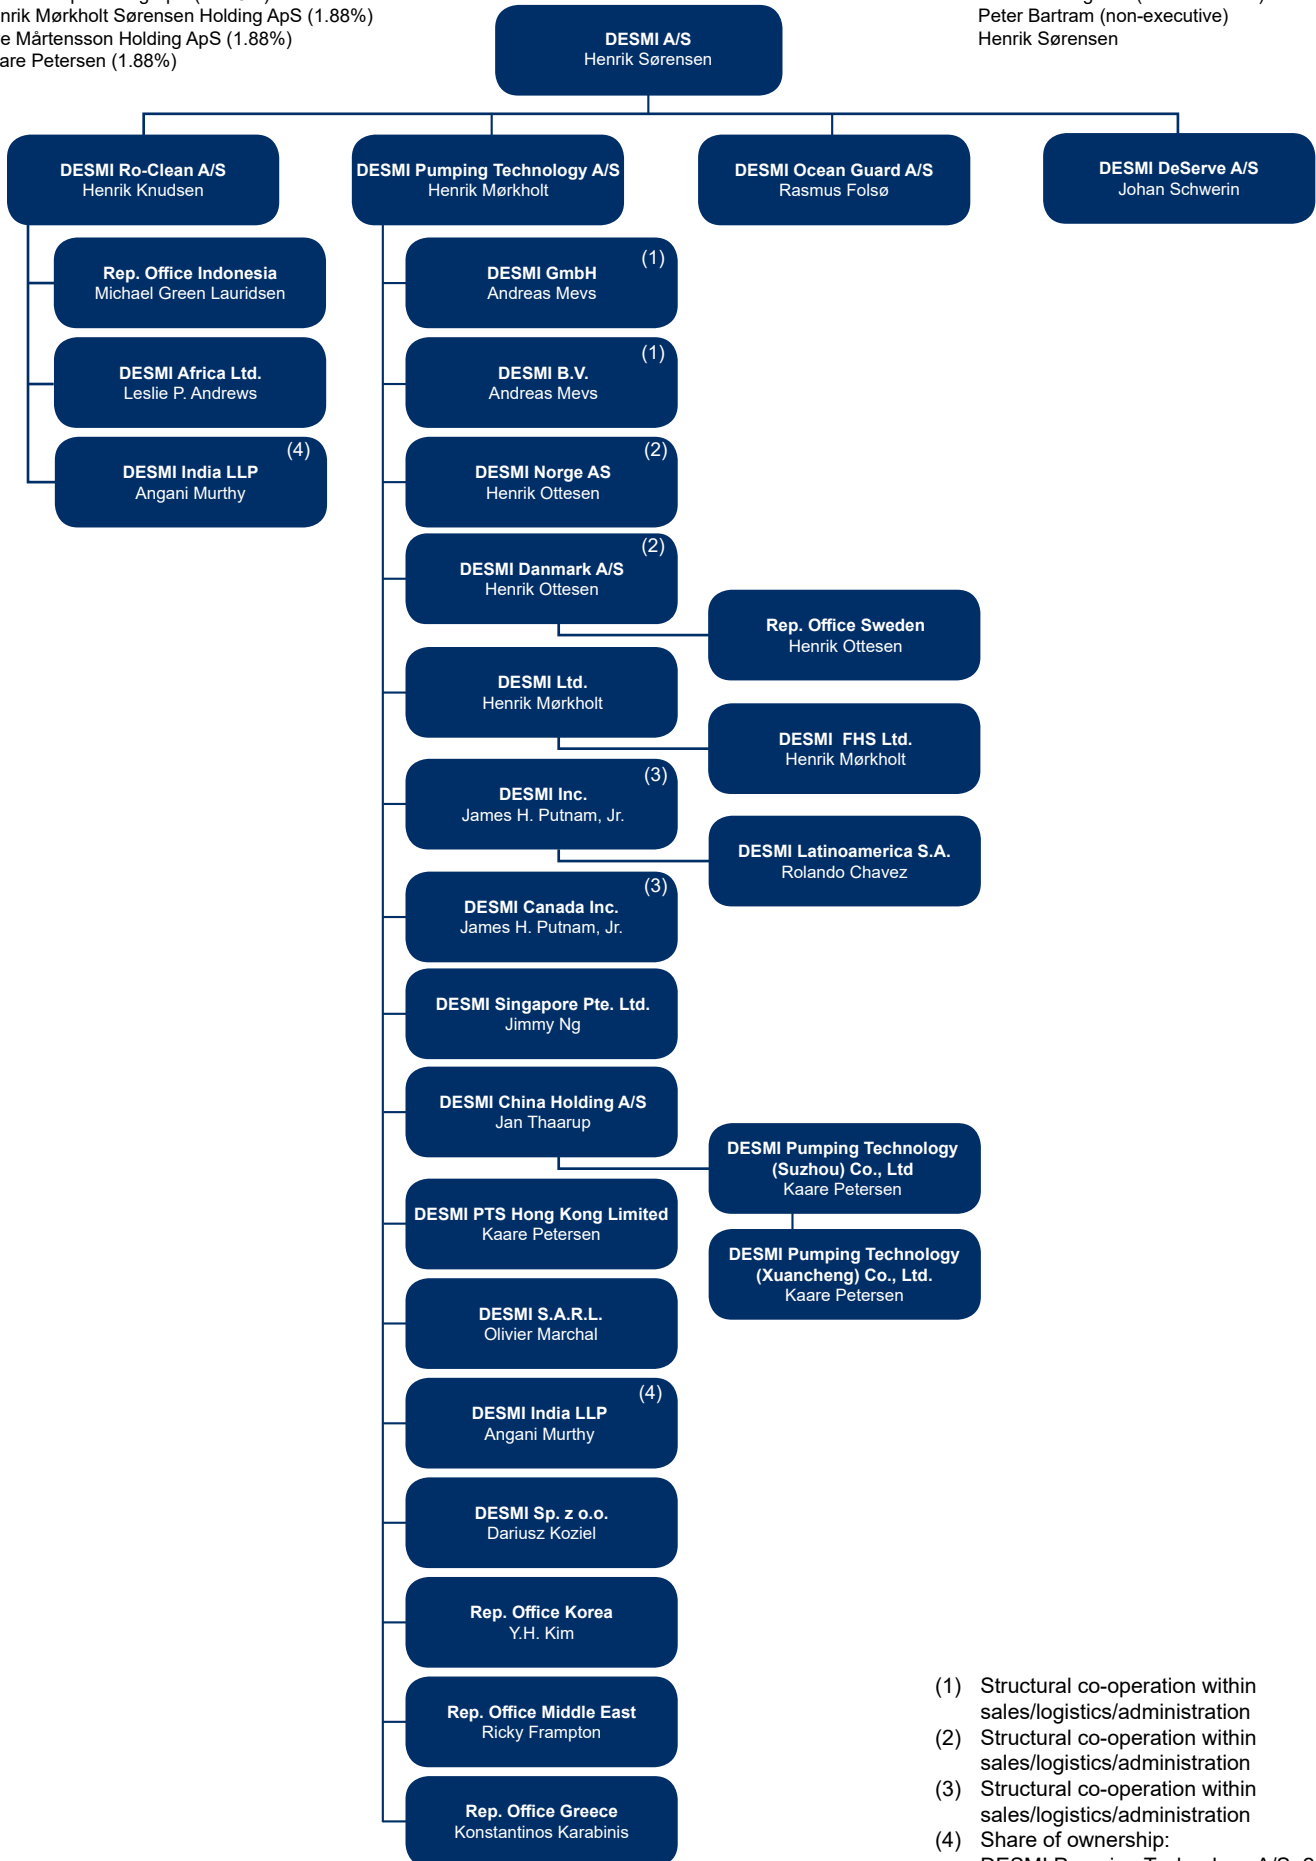 Mørkholt Sørensen Holding ApS (1.88%)
Mårtensson Holding ApS (1.88%)
Petersen (1.88%)
Peter Bartram (non-executive)
Henrik Sørensen
DESMI A/S
Henrik Sørensen
DESMI Ro-Clean A/S
Henrik Knudsen
DESMI Pumping Technology A/S
Henrik Mørkholt
DESMI Ocean Guard A/S
Rasmus Folsø
DESMI DeServe A/S
Johan Schwerin
Rep. Office Indonesia
Michael Green Lauridsen
DESMI Africa Ltd.
Leslie P. Andrews
(4)
DESMI India LLP
Angani Murthy
(1)
DESMI GmbH
Andreas Mevs
(1)
DESMI B.V.
Andreas Mevs
(2)
DESMI Norge AS
Henrik Ottesen
(2)
DESMI Danmark A/S
Henrik Ottesen
Rep. Office Sweden
Henrik Ottesen
DESMI Ltd.
Henrik Mørkholt
DESMI FHS Ltd.
Henrik Mørkholt
(3)
DESMI Inc.
James H. Putnam, Jr.
DESMI Latinoamerica S.A.
Rolando Chavez
(3)
DESMI Canada Inc.
James H. Putnam, Jr.
DESMI Singapore Pte. Ltd.
Jimmy Ng
DESMI China Holding A/S
Jan Thaarup
DESMI Pumping Technology
(Suzhou) Co., Ltd
Kaare Petersen
DESMI PTS Hong Kong Limited
Kaare Petersen
DESMI Pumping Technology
(Xuancheng) Co., Ltd.
Kaare Petersen
DESMI S.A.R.L.
Olivier Marchal
(4)
DESMI India LLP
Angani Murthy
DESMI Sp. z o.o.
Dariusz Koziel
Rep. Office Korea
Y.H. Kim
Rep. Office Middle East
Ricky Frampton
Rep. Office Greece
Konstantinos Karabinis
(1) Structural co-operation within
sales/logistics/administration
(2) Structural co-operation within
sales/logistics/administration
(3) Structural co-operation within
sales/logistics/administration
(4) Share of ownership: